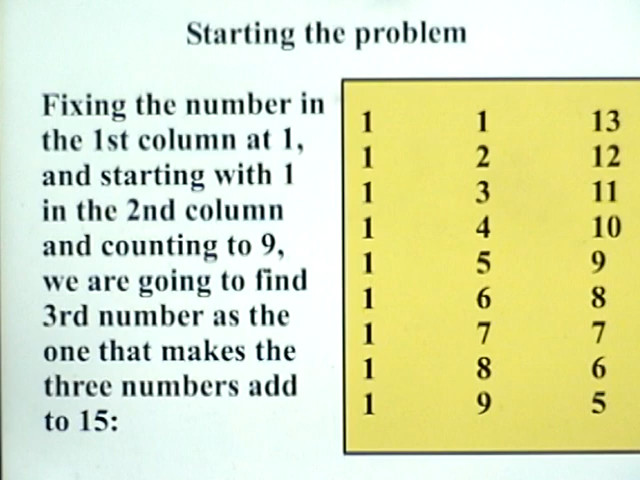 Starting the problem
Fixing the number in
the 1st column at 1,
and starting with 1
in the 2nd column
and counting to 9,
we are going to find
3rd number as the
one that makes the
three numbers add
to 15:
1 1 13
1 2 12
1 3 11
1 4 10
1 5 9
1 6 8
1 7 7
1 8 6
1 9 5